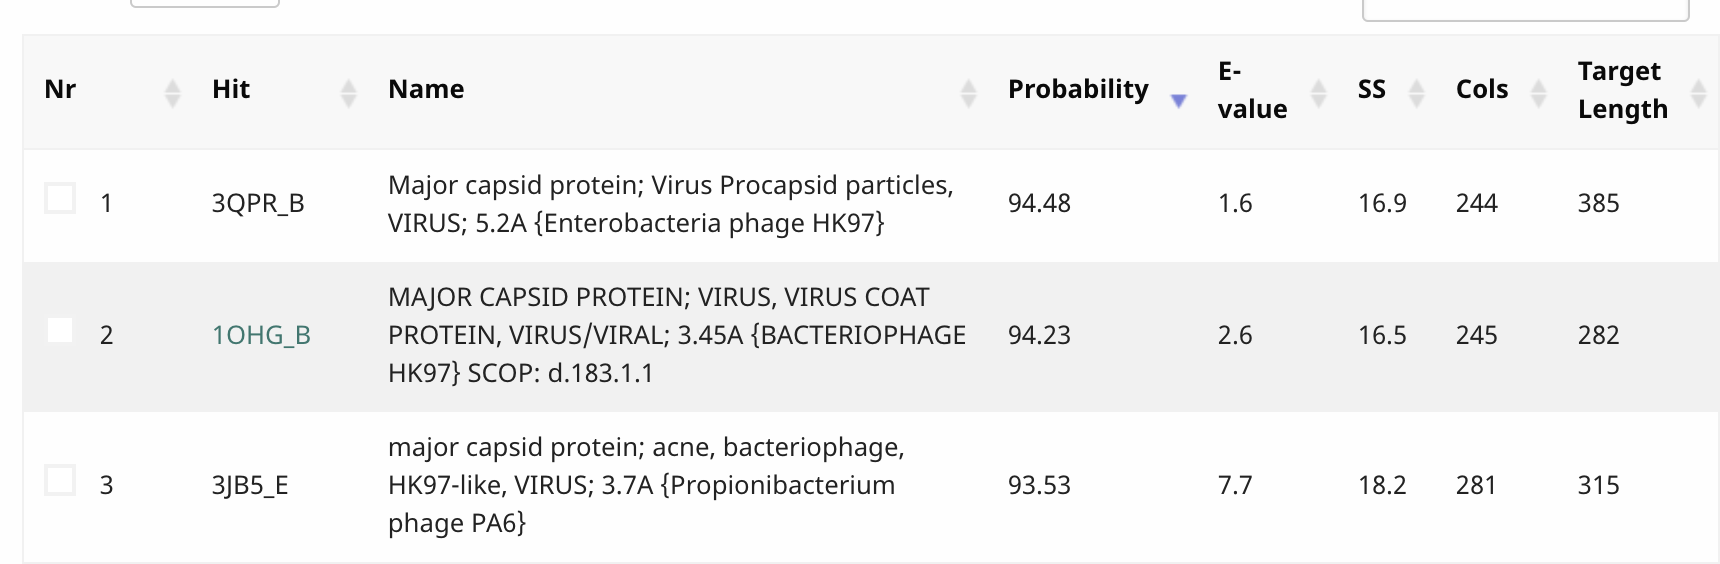 Nr Hit Name Probability E-value SS Cols Target Length
1 3QPR_B Major capsid protein; Virus Procapsid particles, 94.48 1.6 16.9 244 385
VIRUS; 5.2A {Enterobacteria phage HK97}
MAJOR CAPSID PROTEIN; VIRUS, VIRUS COAT
2 1OHG_B PROTEIN, VIRUS/VIRAL; 3.45A {BACTERIOPHAGE 94.23 2.6 16.5 245 282
HK97} SCOP: d.183.1.1
major capsid protein; acne, bacteriophage,
3 3JB5_E HK97-like, VIRUS; 3.7A {Propionibacterium 93.53 7.7 18.2 281 315
phage PA6}